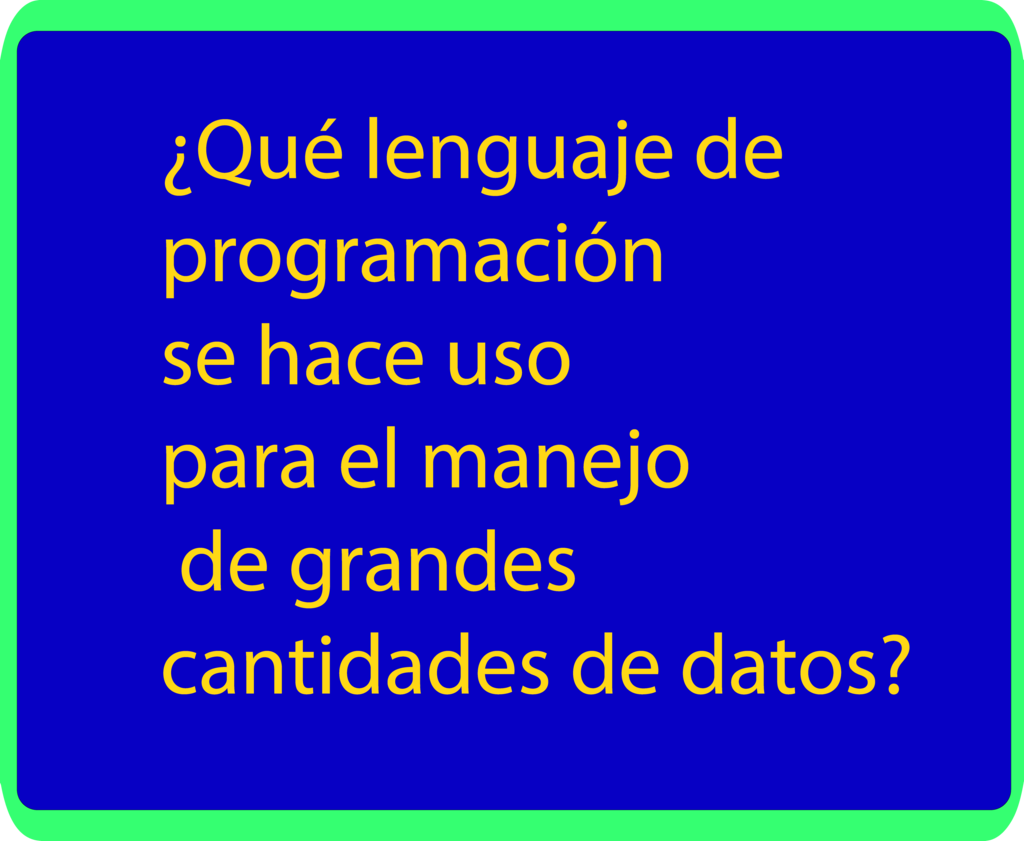 ¿Qué lenguaje de
programación
se hace uso
para el manejo
de grandes
cantidades de datos?